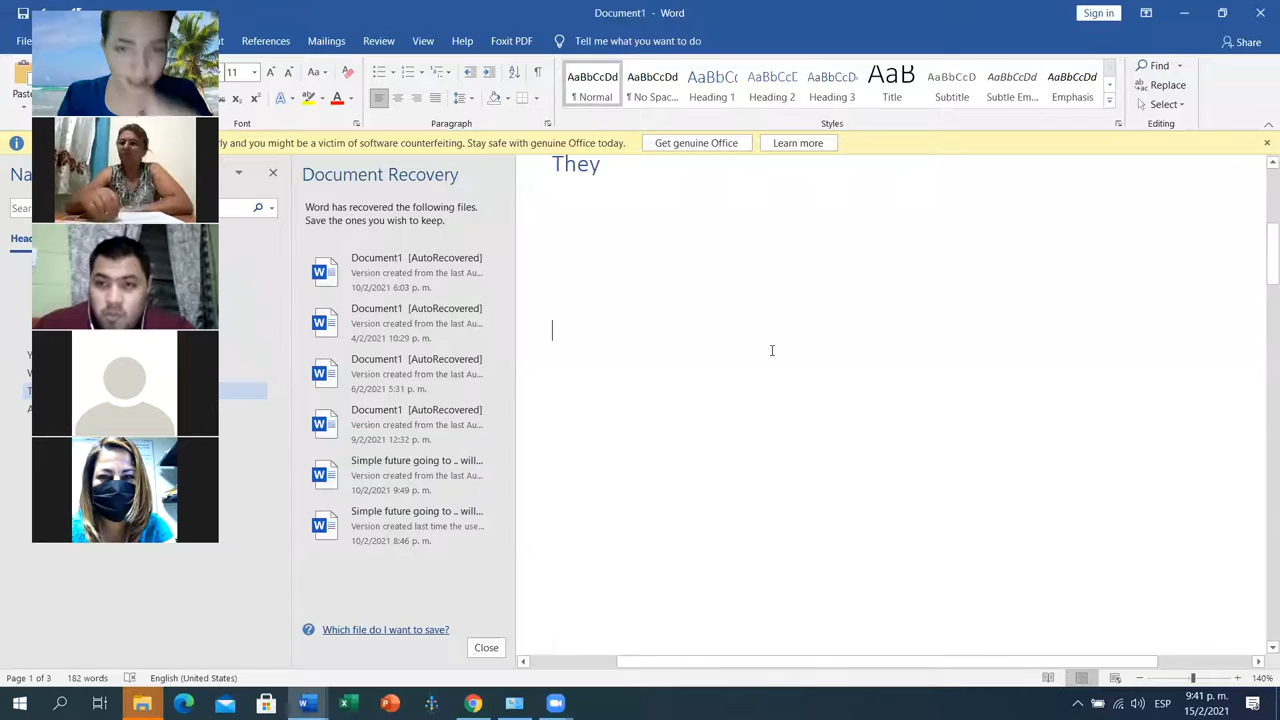 Document1 - Word
Sign in
File
References
Mailings
Review
View
Help
Foxit PDF
Tell me what you want to do
Share
11
Aa
Paste
AaBbCcDd
AaBbCcDd
AaBbC
AaBbCcD
AaBbCcDd
AaB
AaBbCcDd
AaBbCcDd
AaBbCcDd
¶ Normal
¶ No Spac...
Heading 1
Heading 2
Heading 3
Title
Subtitle
Subtle Em...
Emphasis
Find
Replace
Select
Font
Paragraph
Styles
Editing
and you might be a victim of software counterfeiting. Stay safe with genuine Office today.
Get genuine Office
Learn more
Document Recovery
Word has recovered the following files.
Save the ones you wish to keep.
Document1 [AutoRecovered]
Version created from the last Au...
10/2/2021 6:03 p. m.
Document1 [AutoRecovered]
Version created from the last Au...
4/2/2021 10:29 p. m.
Document1 [AutoRecovered]
Version created from the last Au...
6/2/2021 5:31 p. m.
Document1 [AutoRecovered]
Version created from the last Au...
9/2/2021 12:32 p. m.
Simple future going to .. will...
Version created from the last Au...
10/2/2021 9:49 p. m.
Simple future going to .. will...
Version created last time the use...
10/2/2021 8:46 p. m.
Which file do I want to save?
Close
They
Page 1 of 3
182 words
English (United States)
140%
ESP
9:41 p. m.
15/2/2021